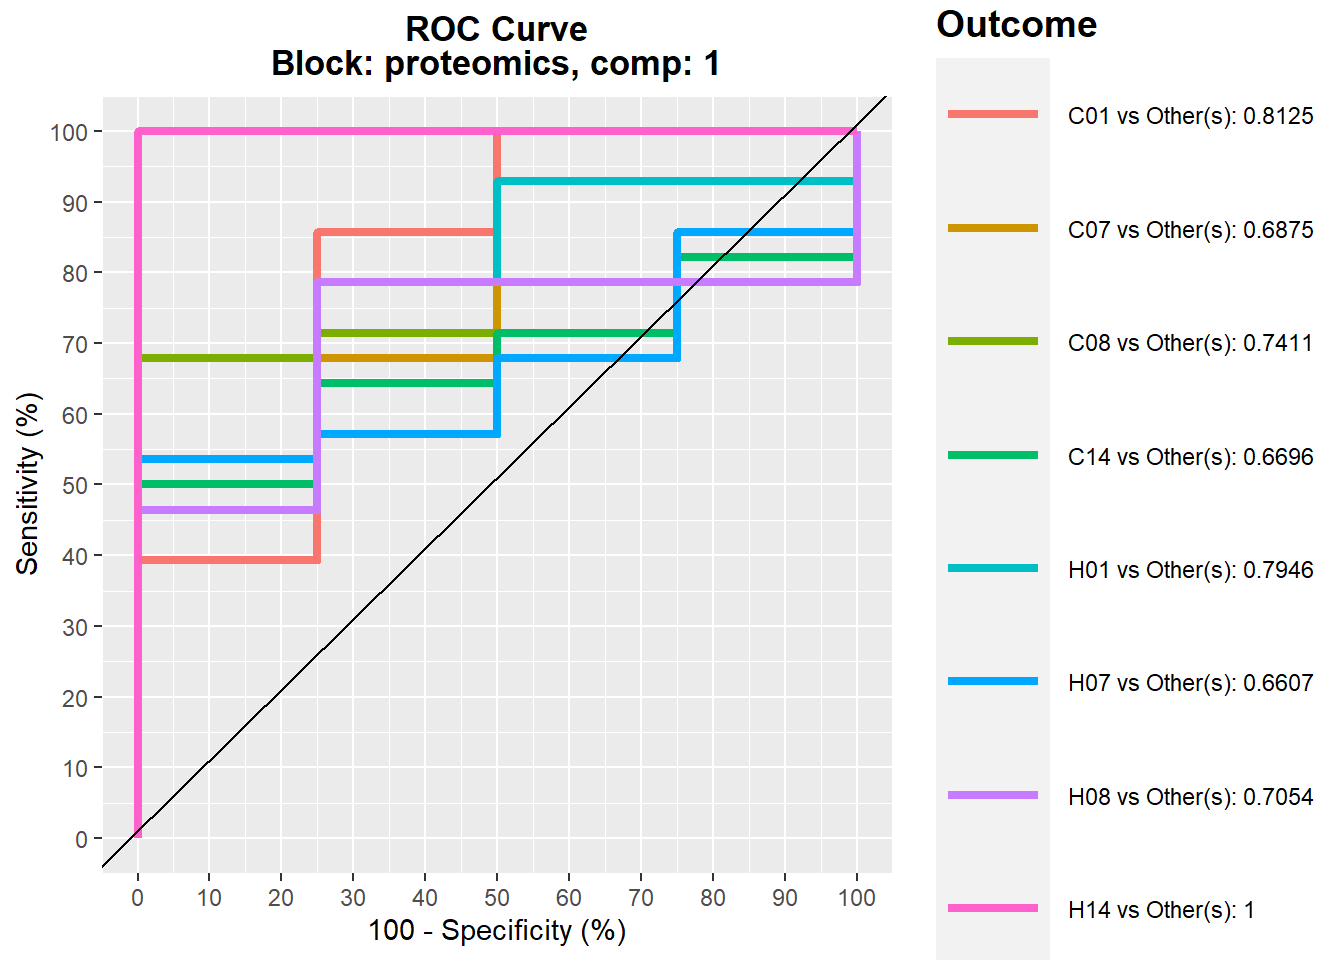 ROC Curve
Block: proteomics, comp: 1
Sensitivity (%)
100
90
80
70
60
50
40
30
20
10
0
0 10 20 30 40 50 60 70 80 90 100
100 - Specificity (%)
Outcome
C01 vs Other(s): 0.8125
C07 vs Other(s): 0.6875
C08 vs Other(s): 0.7411
C14 vs Other(s): 0.6696
H01 vs Other(s): 0.7946
H07 vs Other(s): 0.6607
H08 vs Other(s): 0.7054
H14 vs Other(s): 1